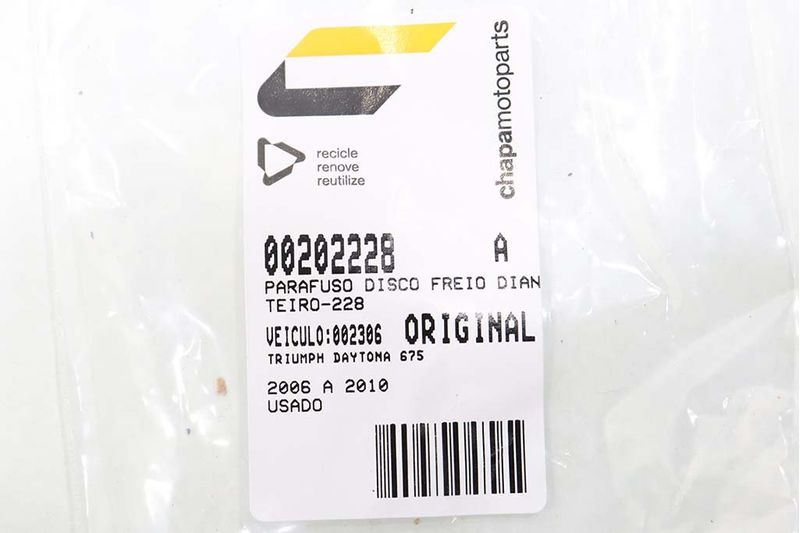 chapamotoparts
recicle
renove
reutilize
00202228 A
PARAFUSO DISCO FREIO DIAN
TEIRO-228
VEICULO:002306 ORIGINAL
TRIUMPH DAYTONA 675
2006 A 2010
USADO